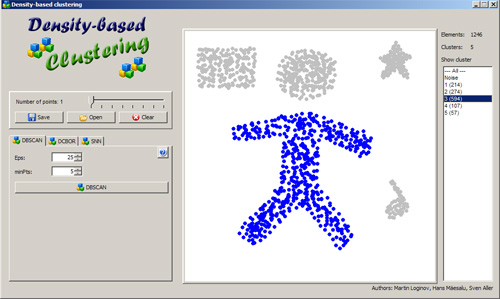 Density-based clustering
Density-based
Clustering
Number of points: 1
Save
Open
Clear
DBSCAN
DCBOR
SNN
Eps: 25
minPts: 5
DBSCAN
Elements: 1246
Clusters: 5
Show cluster
--- All ---
Noise
1 (214)
2 (274)
3 (594)
4 (107)
5 (57)
Authors: Martin Loginov, Hans Mäesalu, Sven Aller